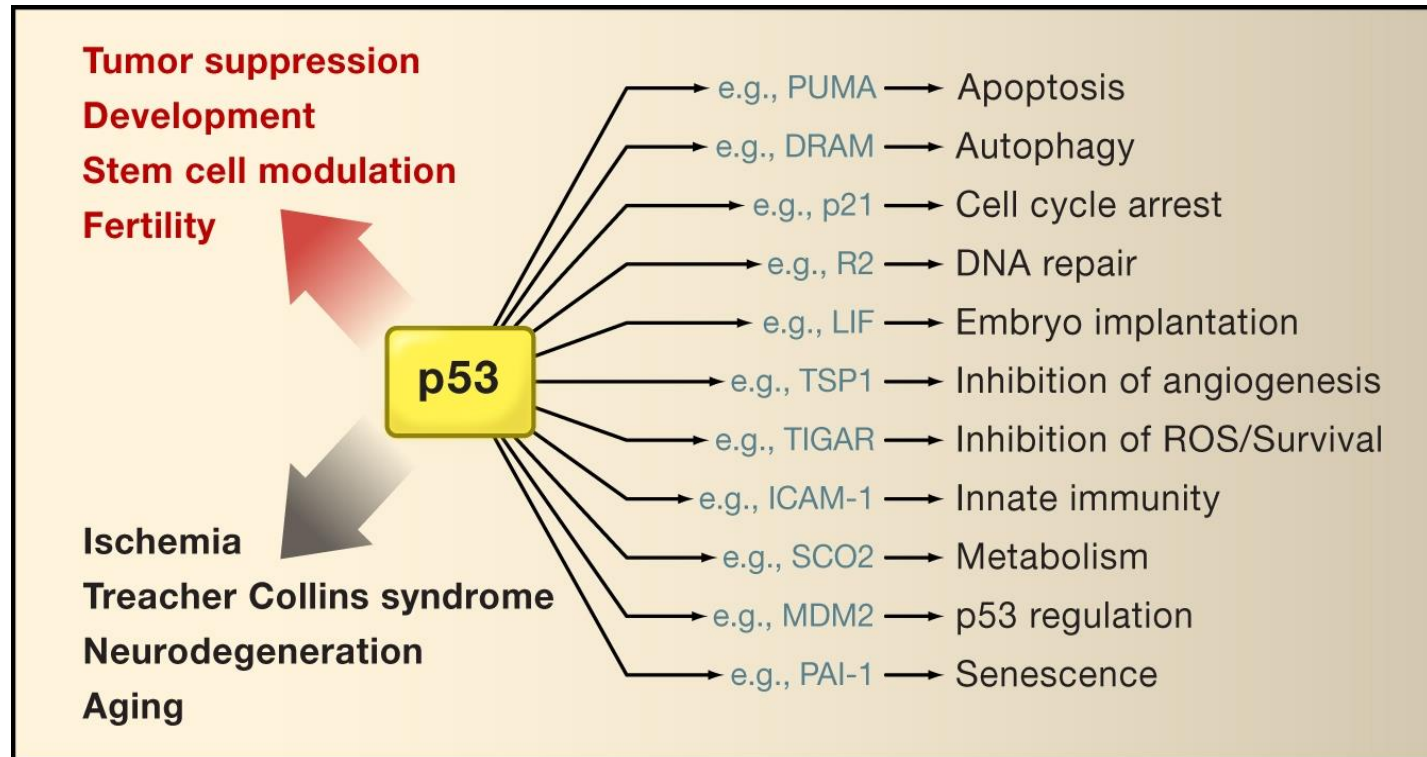 Tumor suppression
Development
Stem cell modulation
Fertility
p53
Ischemia
Treacher Collins syndrome
Neurodegeneration
Aging
e.g., PUMA Apoptosis
e.g., DRAM Autophagy
e.g., p21 Cell cycle arrest
e.g., R2 DNA repair
e.g., LIF Embryo implantation
e.g., TSP1 Inhibition of angiogenesis
e.g., TIGAR Inhibition of ROS/Survival
e.g., ICAM-1 Innate immunity
e.g., SCO2 Metabolism
e.g., MDM2 p53 regulation
e.g., PAI-1 Senescence